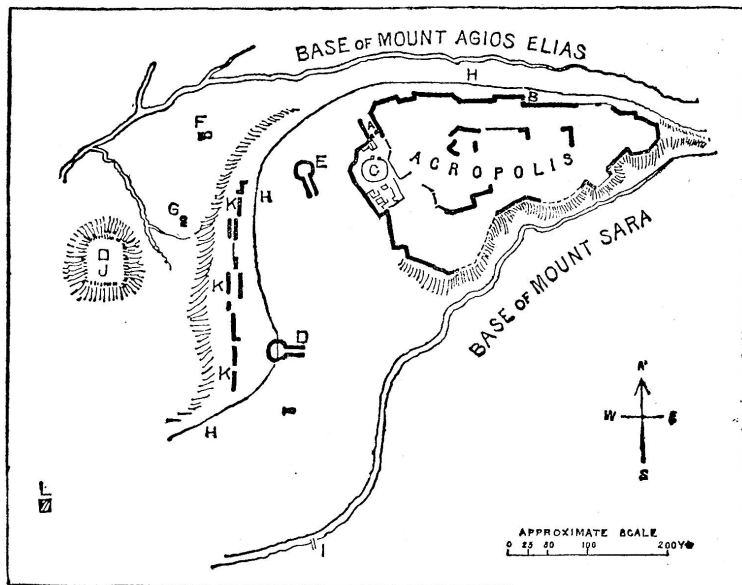 BASE OF MOUNT AGIOS ELIAS
H
B
F
A
E
ACROPOLIS
C
K
H
G
J
K
BASE OF MOUNT SARA
D
K
H
W
S
L
I
APPROXIMATE SCALE
0 25 50 100 200